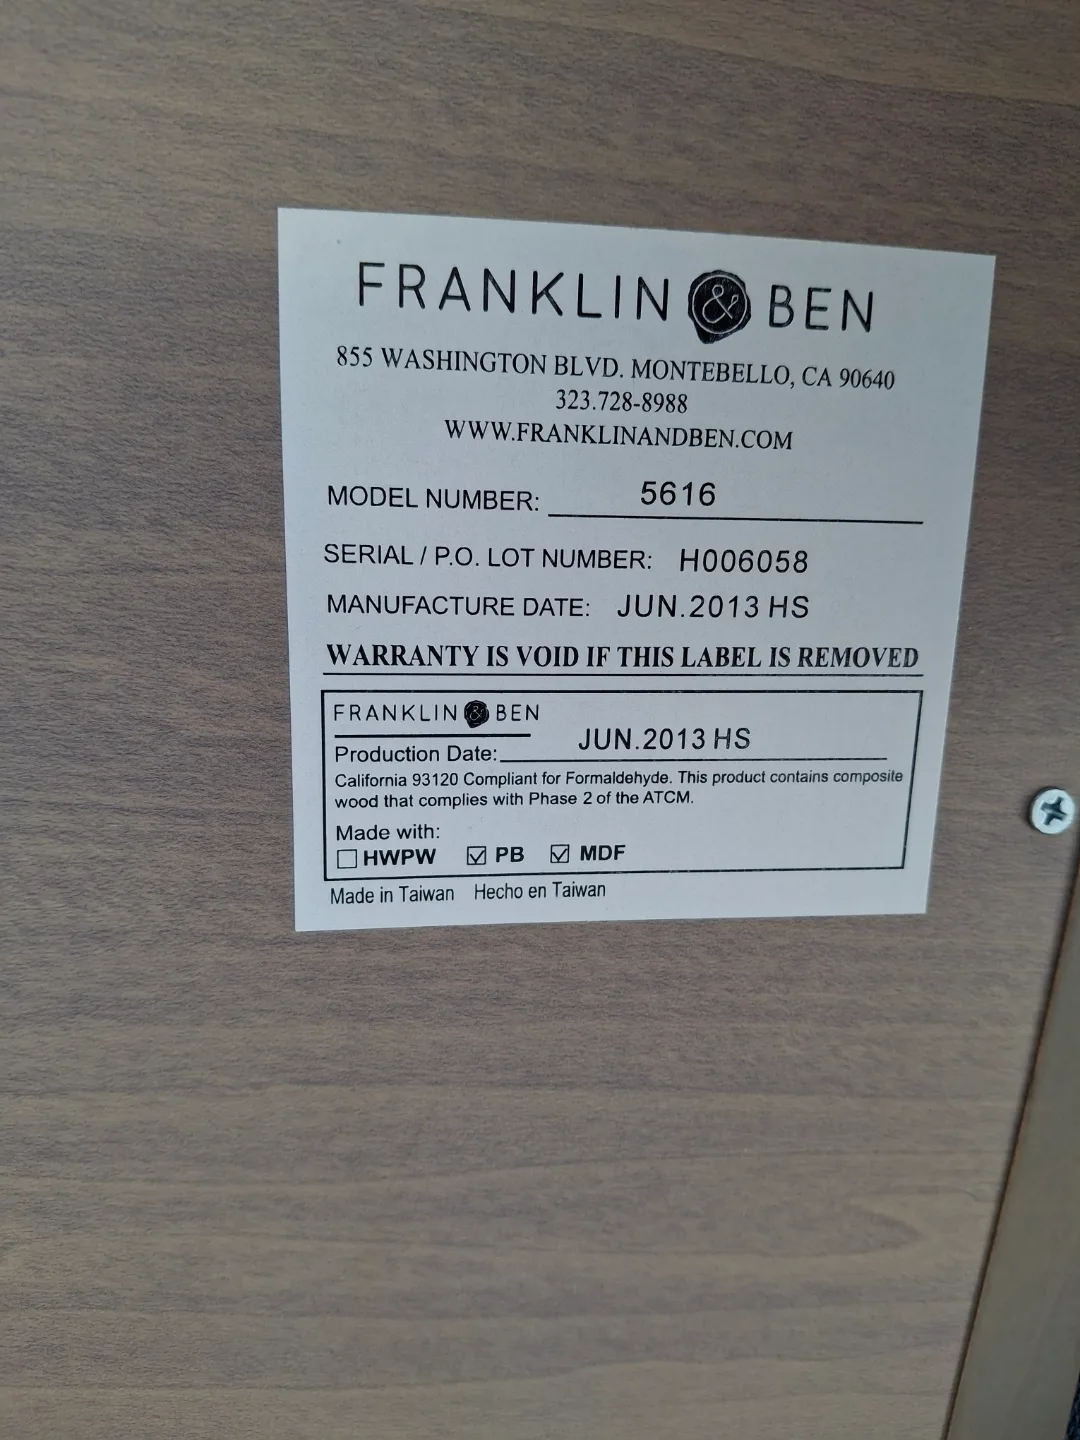 FRANKLIN & BEN
855 WASHINGTON BLVD. MONTEBELLO, CA 90640
323.728-8988
WWW.FRANKLINANDBEN.COM
MODEL NUMBER: 5616
SERIAL / P.O. LOT NUMBER: H006058
MANUFACTURE DATE: JUN.2013 HS
WARRANTY IS VOID IF THIS LABEL IS REMOVED
FRANKLIN & BEN
Production Date: JUN.2013 HS
California 93120 Compliant for Formaldehyde. This product contains composite
wood that complies with Phase 2 of the ATCM.
Made with:
☐ HWPW ☑ PB ☑ MDF
Made in Taiwan Hecho en Taiwan